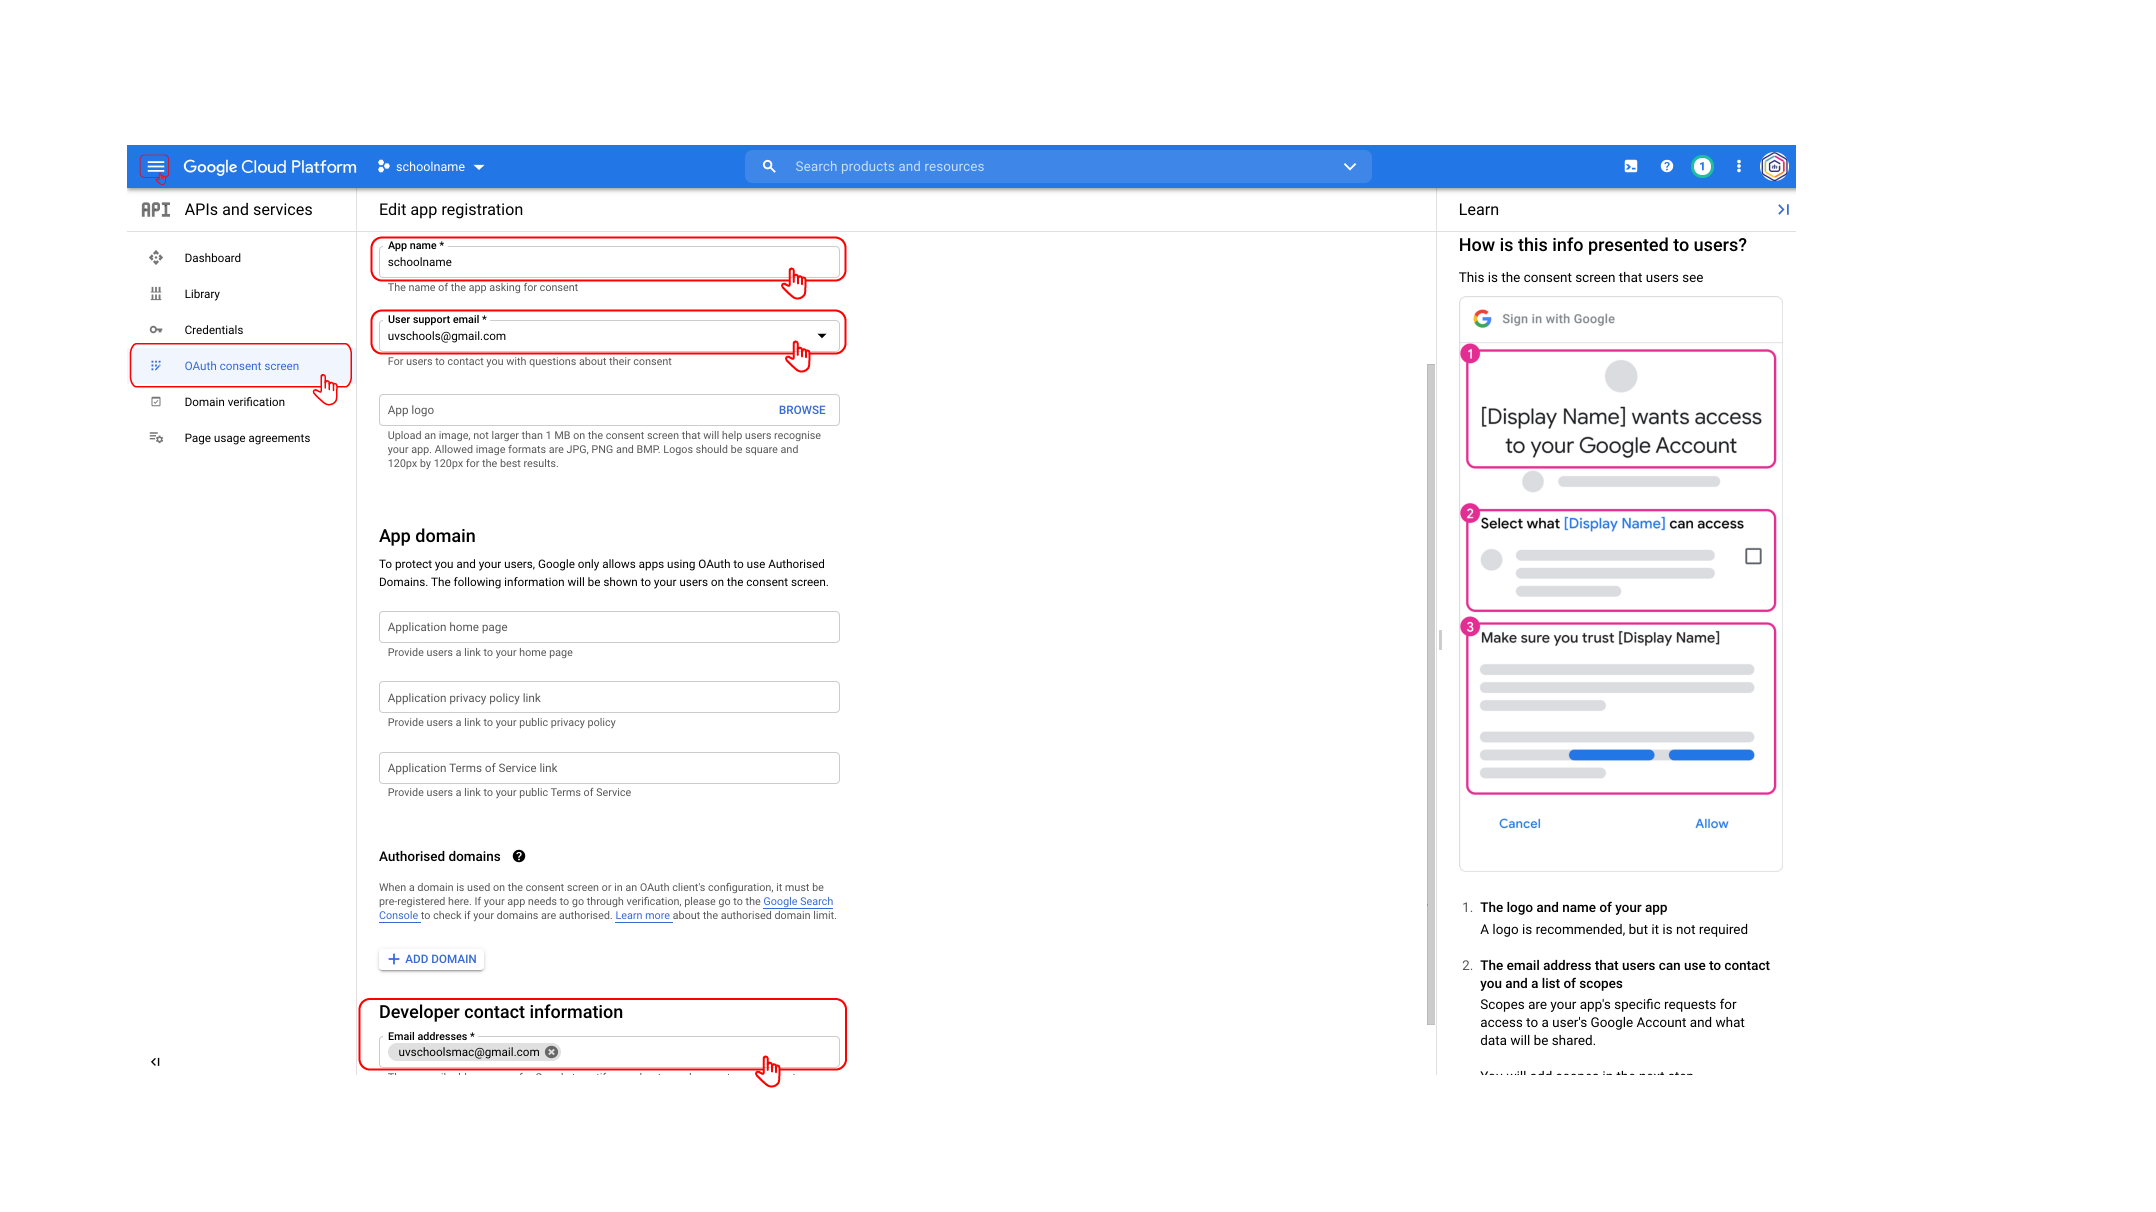 Google Cloud Platform
schoolname
Search products and resources
1
API APIs and services
Dashboard
Library
Credentials
OAuth consent screen
Domain verification
Page usage agreements
Edit app registration
App name *
schoolname
The name of the app asking for consent
User support email *
uvschools@gmail.com
For users to contact you with questions about their consent
App logo
BROWSE
Upload an image, not larger than 1 MB on the consent screen that will help users recognise
your app. Allowed image formats are JPG, PNG and BMP. Logos should be square and
120px by 120px for the best results.
App domain
To protect you and your users, Google only allows apps using OAuth to use Authorised
Domains. The following information will be shown to your users on the consent screen.
Application home page
Provide users a link to your home page
Application privacy policy link
Provide users a link to your public privacy policy
Application Terms of Service link
Provide users a link to your public Terms of Service
Authorised domains
When a domain is used on the consent screen or in an OAuth client's configuration, it must be
pre-registered here. If your app needs to go through verification, please go to the Google Search
Console to check if your domains are authorised. Learn more about the authorised domain limit.
+ ADD DOMAIN
Developer contact information
Email addresses *
uvschoolsmac@gmail.com
Learn
How is this info presented to users?
This is the consent screen that users see
Sign in with Google
1
[Display Name] wants access
to your Google Account
2
Select what [Display Name] can access
3
Make sure you trust [Display Name]
Cancel
Allow
1. The logo and name of your app
A logo is recommended, but it is not required
2. The email address that users can use to contact
you and a list of scopes
Scopes are your app's specific requests for
access to a user's Google Account and what
data will be shared.
You will add scopes in the next step